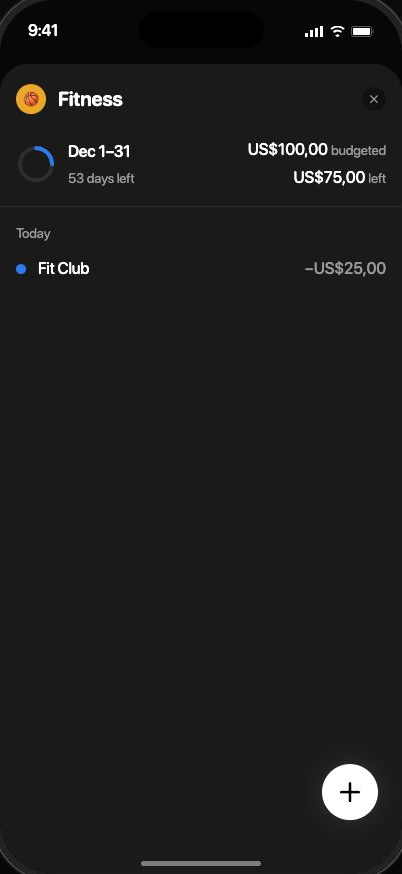 9:41
Fitness
Dec 1–31
US$100,00 budgeted
53 days left
US$75,00 left
Today
Fit Club
–US$25,00